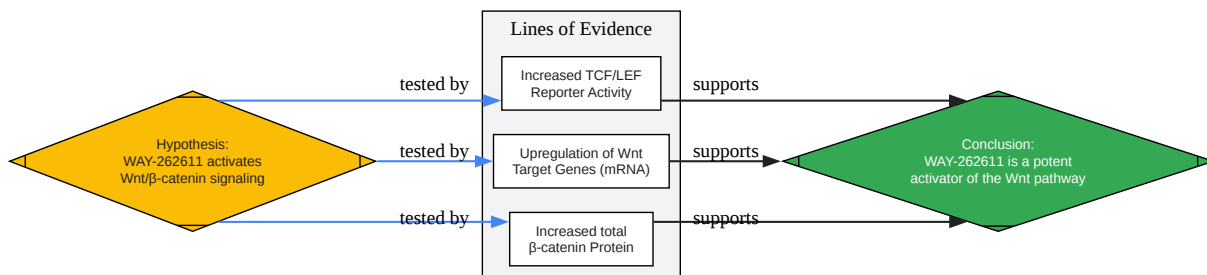 Lines of Evidence
tested by
Increased TCF/LEF
Reporter Activity
supports
Hypothesis:
WAY-262611 activates
Wnt/β-catenin signaling
tested by
Upregulation of Wnt
Target Genes (mRNA)
supports
Conclusion:
WAY-262611 is a potent
activator of the Wnt pathway
tested by
Increased total
β-catenin Protein
supports